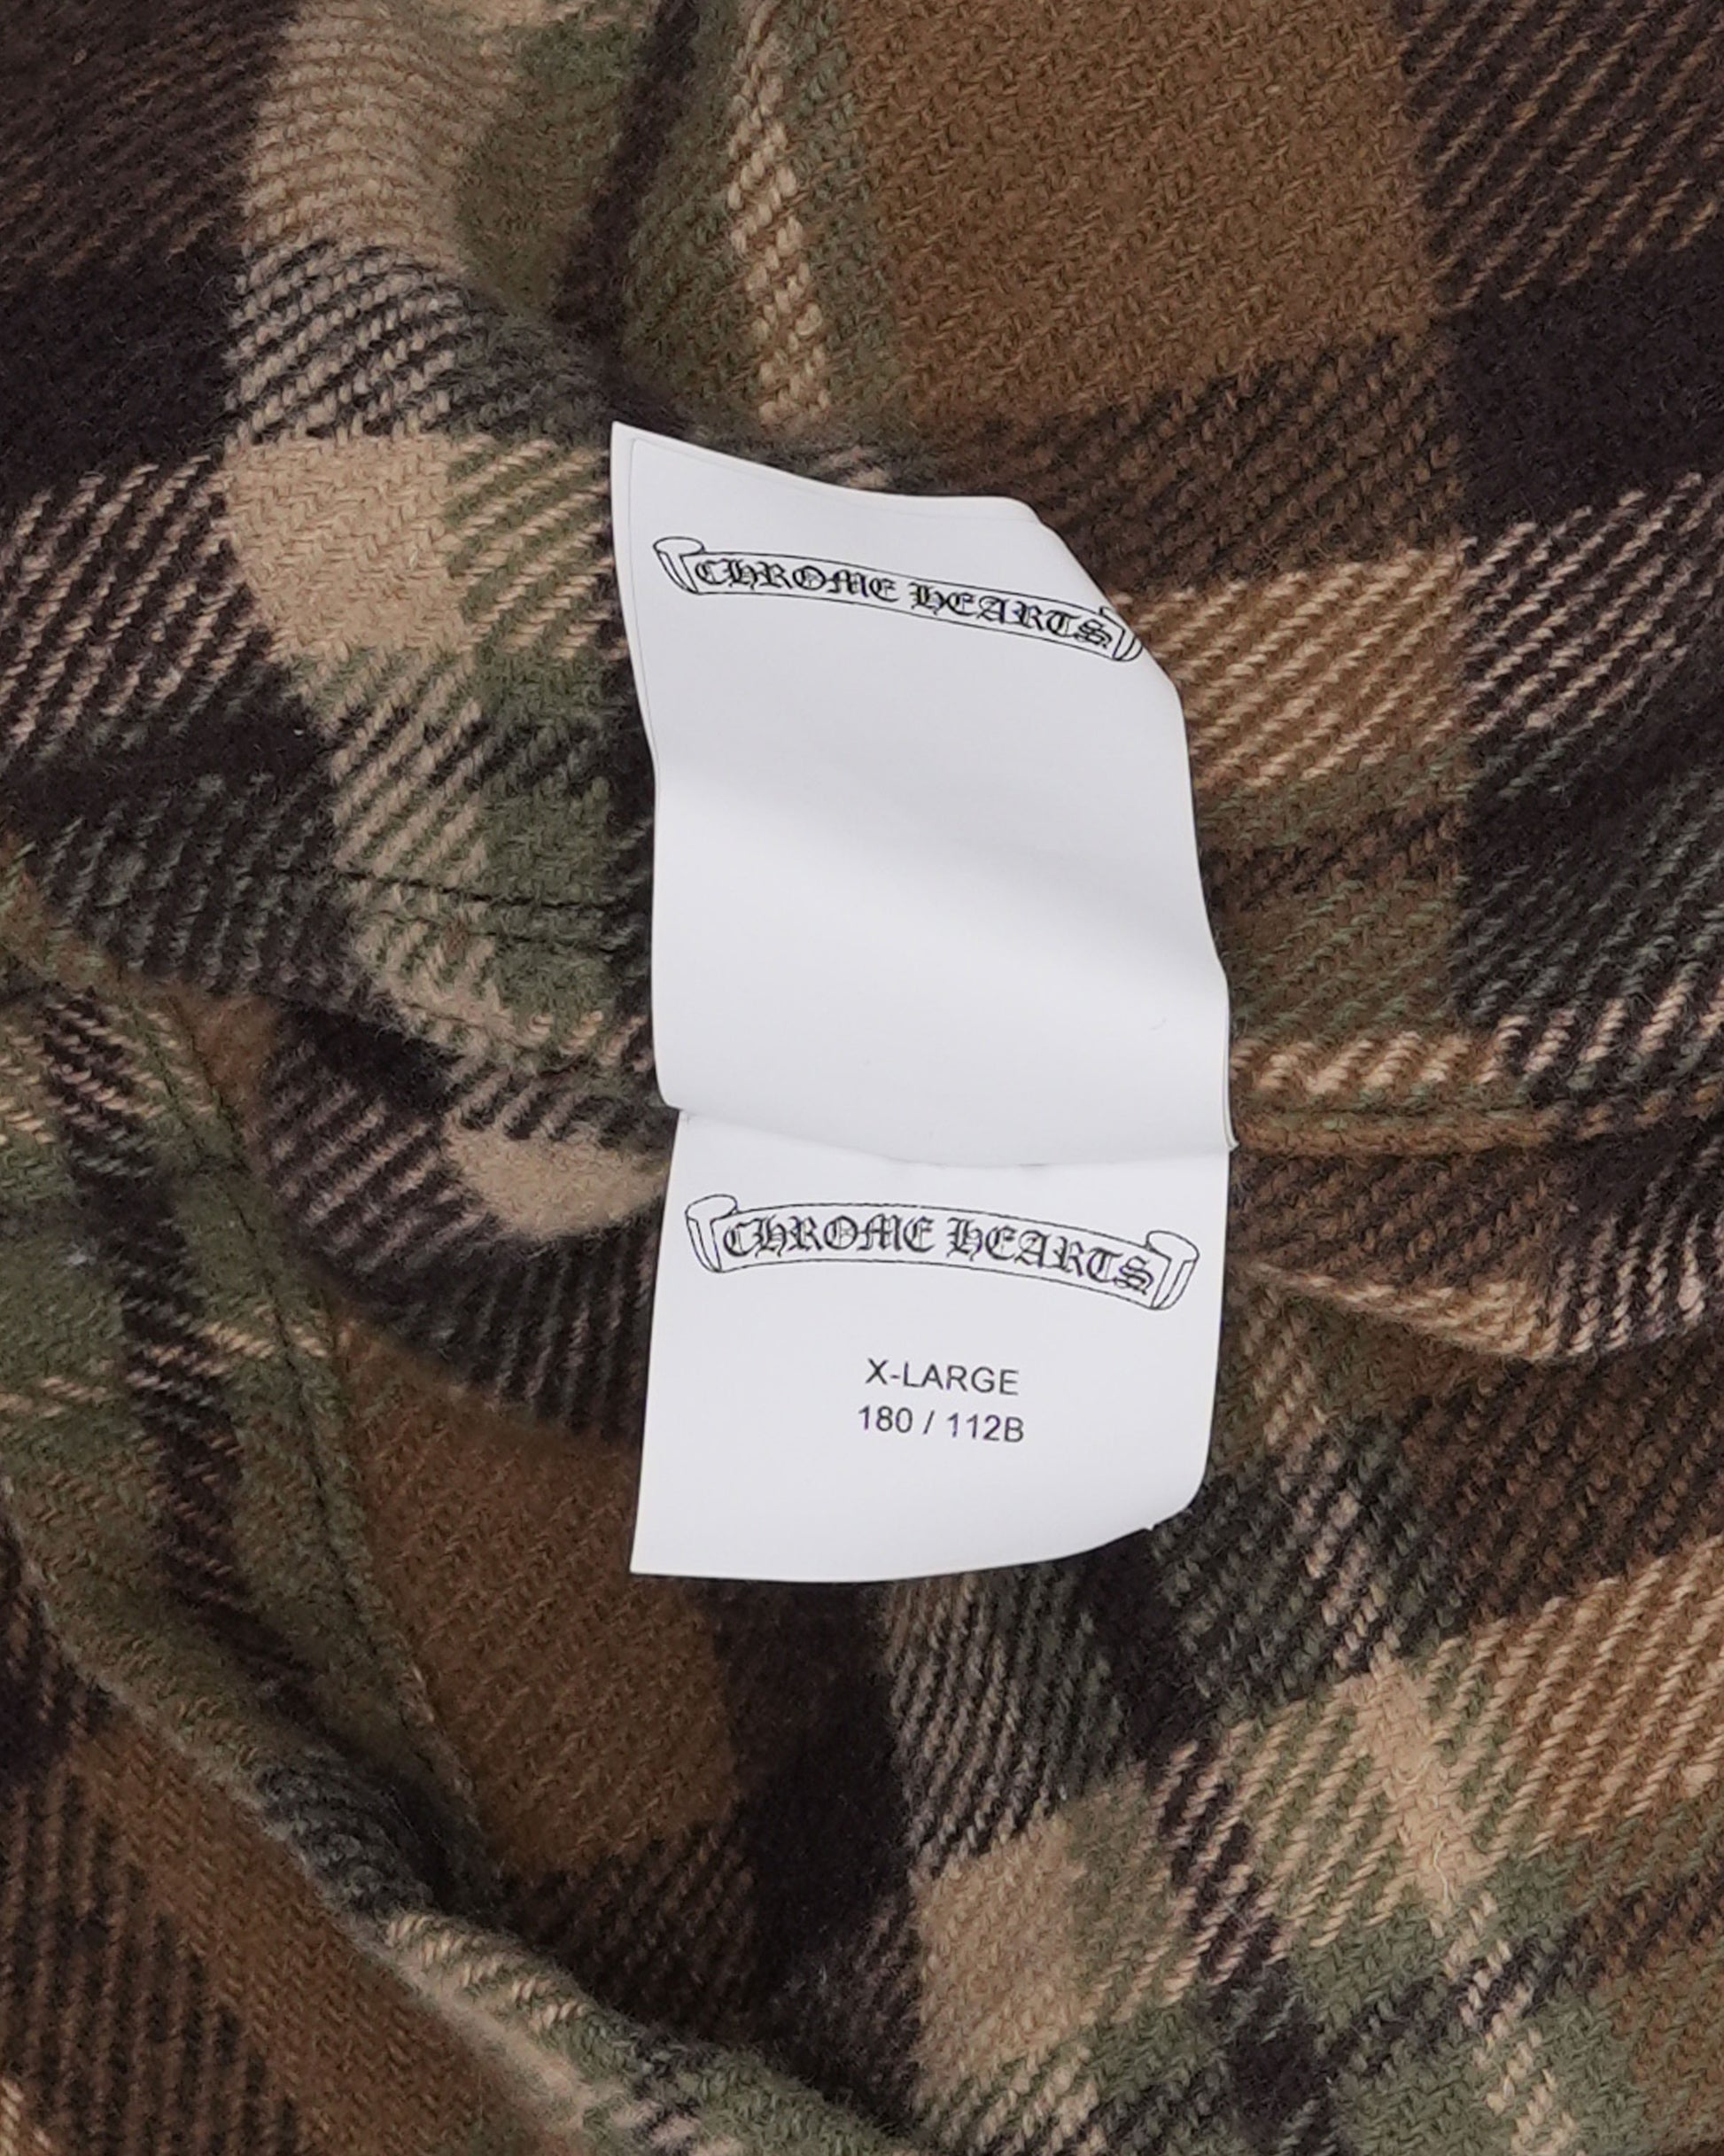 CHROME HEARTS
CHROME HEARTS
X-LARGE
180 / 112B